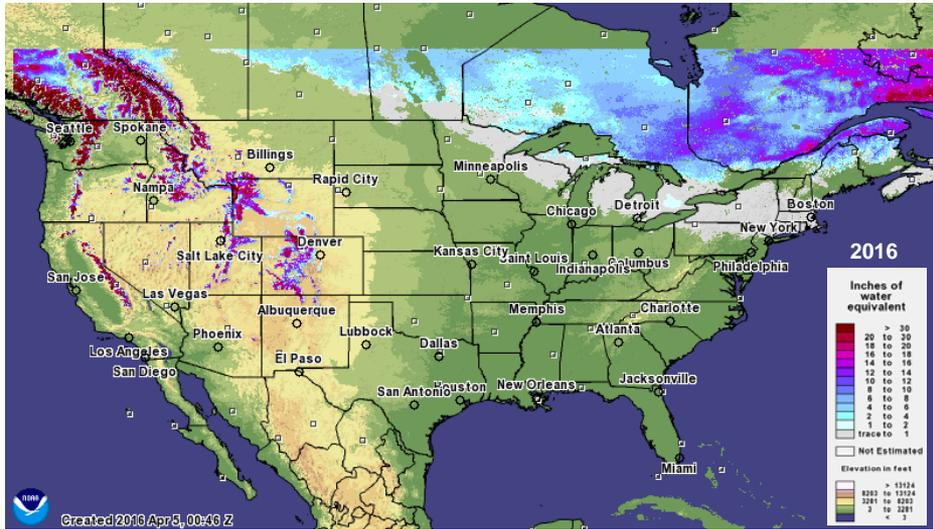 Seattle
Spokane
Billings
Minneapolis
Nampa
Rapid City
Boston
Chicago
Detroit
New York
Salt Lake City
Denver
Kansas City
Saint Louis
Columbus
Indianapolis
Philadelphia
San Jose
Las Vegas
Albuquerque
Memphis
Charlotte
Phoenix
Lubbock
Atlanta
Los Angeles
El Paso
Dallas
San Diego
Jacksonville
San Antonio
Houston
New Orleans
Miami
2016
Inches of
water
equivalent
> 30
20 to 30
18 to 20
16 to 18
14 to 16
12 to 14
10 to 12
8 to 10
6 to 8
4 to 6
2 to 4
1 to 2
trace to 1
Not Estimated
Elevation in feet
> 13124
8203 to 13124
3281 to 8203
3 to 3281
< 3
NOAA
Created 2016 Apr 5, 00:46 Z